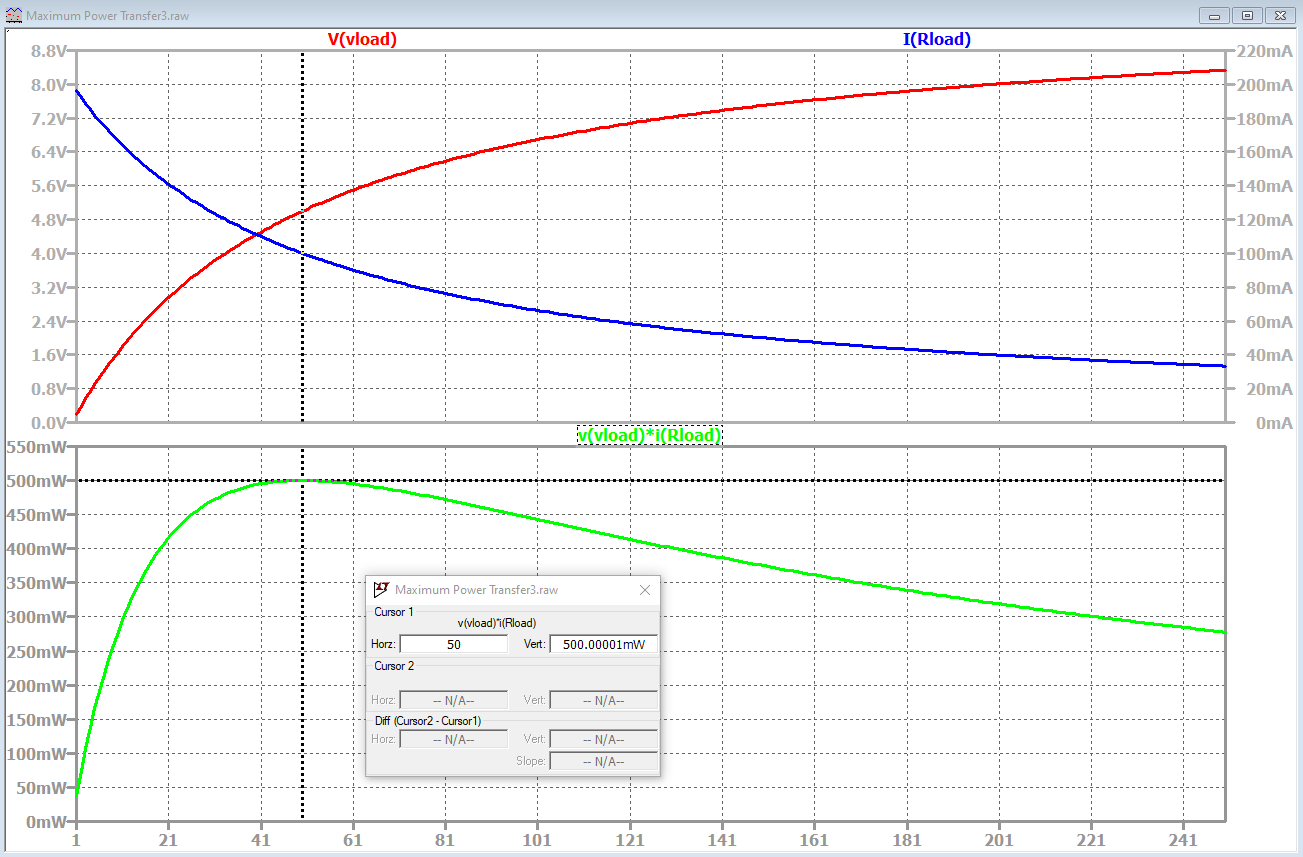 Maximum Power Transfer3.raw
V(vload) I(Rload)
8.8V 220mA
8.0V 200mA
7.2V 180mA
6.4V 160mA
5.6V 140mA
4.8V 120mA
4.0V 100mA
3.2V 80mA
2.4V 60mA
1.6V 40mA
0.8V 20mA
0.0V 0mA
v(vload)*i(Rload)
550mW
500mW
450mW
400mW
350mW
300mW
250mW
200mW
150mW
100mW
50mW
0mW
1 21 41 61 81 101 121 141 161 181 201 221 241
Maximum Power Transfer3.raw
Cursor 1
v(vload)*i(Rload)
Horz: 50 Vert: 500.00001mW
Cursor 2
Horz: -- N/A-- Vert: -- N/A--
Diff (Cursor2 - Cursor1)
Horz: -- N/A-- Vert: -- N/A--
Slope: -- N/A--